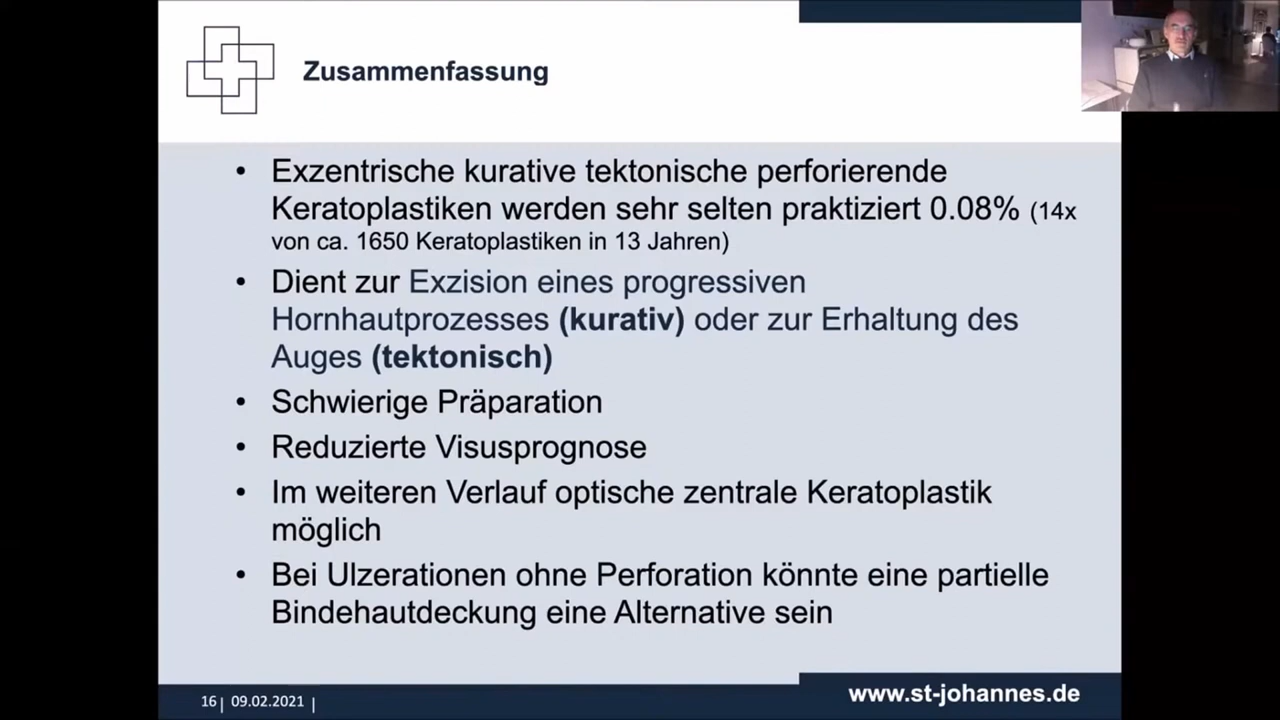 Zusammenfassung
• Exzentrische kurative tektonische perforierende
Keratoplastiken werden sehr selten praktiziert 0.08% (14x
von ca. 1650 Keratoplastiken in 13 Jahren)
• Dient zur Exzision eines progressiven
Hornhautprozesses (kurativ) oder zur Erhaltung des
Auges (tektonisch)
• Schwierige Präparation
• Reduzierte Visusprognose
• Im weiteren Verlauf optische zentrale Keratoplastik
möglich
• Bei Ulzerationen ohne Perforation könnte eine partielle
Bindehautdeckung eine Alternative sein
16| 09.02.2021 |
www.st-johannes.de